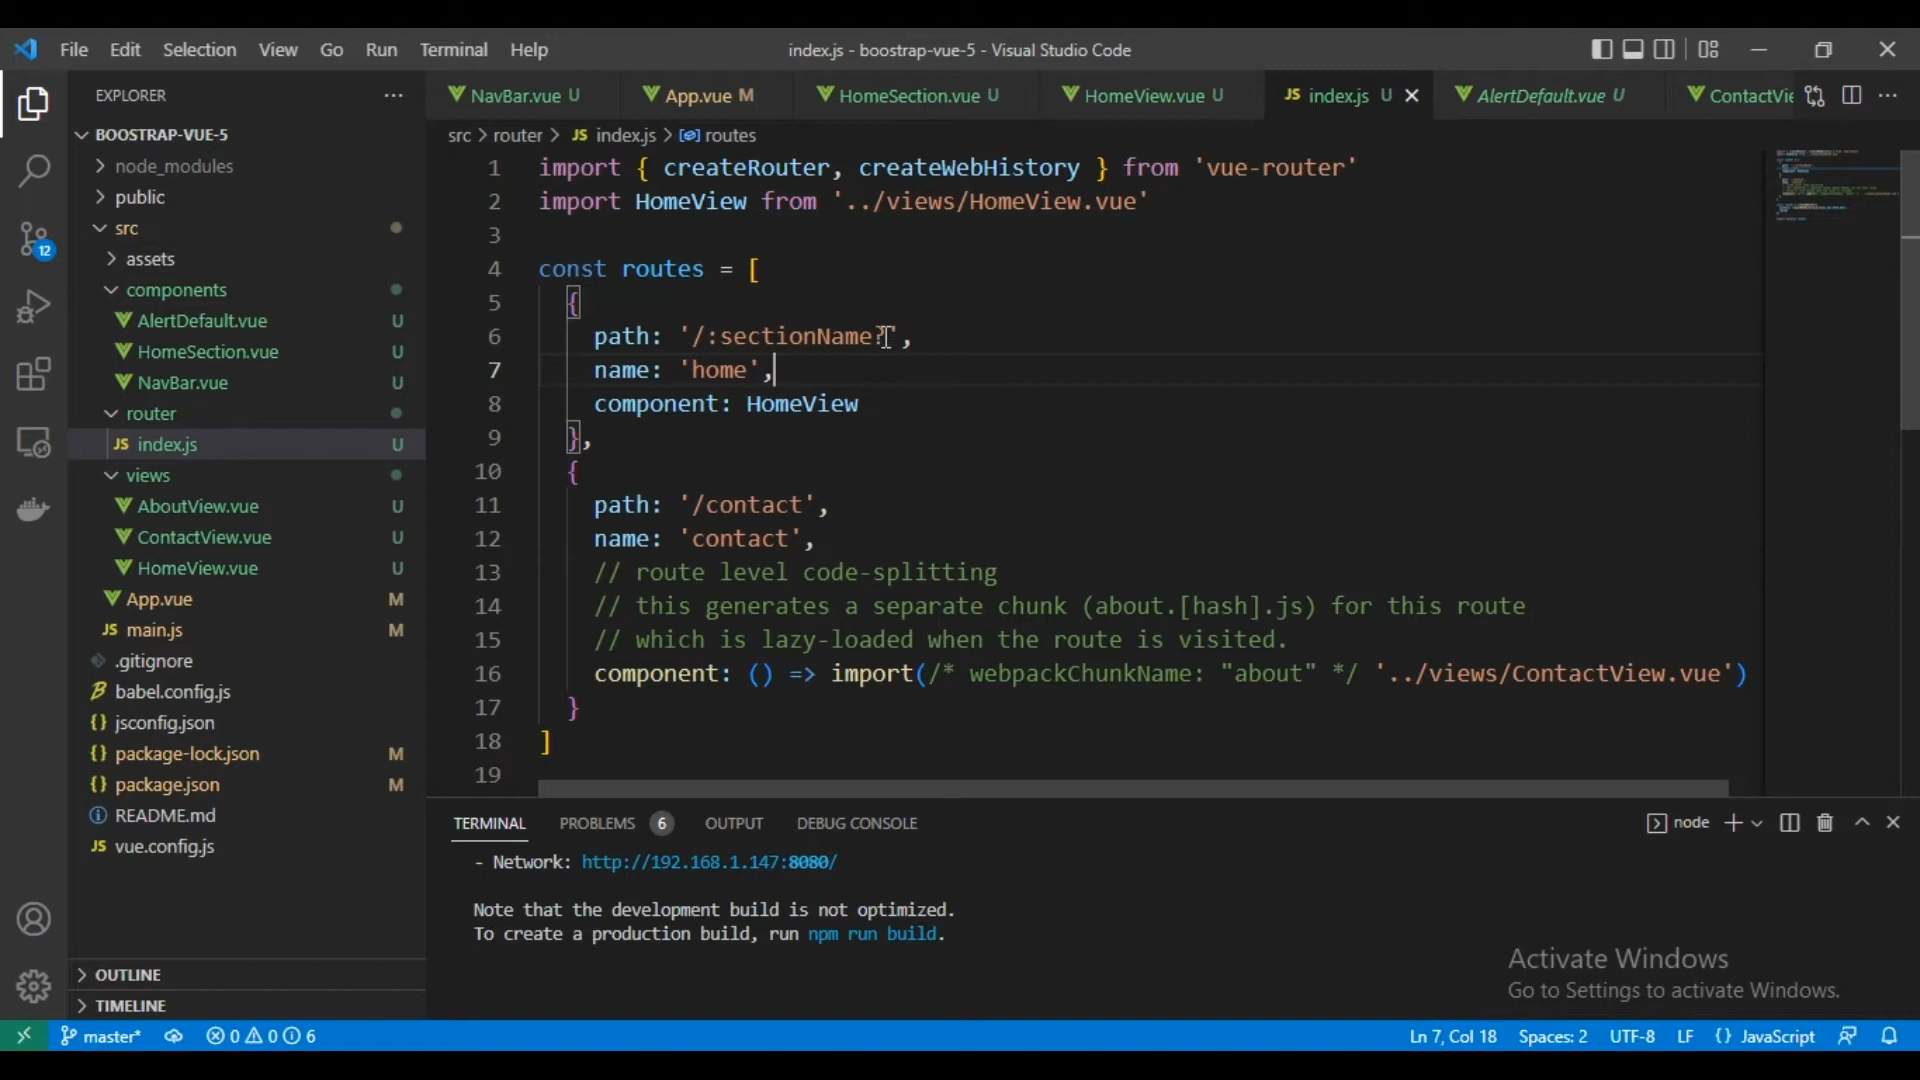 File Edit Selection View Go Run Terminal Help index.js - boostrap-vue-5 - Visual Studio Code
EXPLORER
NavBar.vue U App.vue M HomeSection.vue U HomeView.vue U JS index.js U AlertDefault.vue U ContactVie
BOOSTRAP-VUE-5
node_modules
public
src
assets
components
AlertDefault.vue U
HomeSection.vue U
NavBar.vue U
router
JS index.js U
views
AboutView.vue U
ContactView.vue U
HomeView.vue U
App.vue M
JS main.js M
.gitignore
babel.config.js
{} jsconfig.json
{} package-lock.json M
{} package.json M
README.md
JS vue.config.js
OUTLINE
TIMELINE
12
src > router > JS index.js > routes
1 import { createRouter, createWebHistory } from 'vue-router'
2 import HomeView from '../views/HomeView.vue'
3
4 const routes = [
5 {
6 path: '/:sectionName?',
7 name: 'home',
8 component: HomeView
9 },
10 {
11 path: '/contact',
12 name: 'contact',
13 // route level code-splitting
14 // this generates a separate chunk (about.[hash].js) for this route
15 // which is lazy-loaded when the route is visited.
16 component: () => import(/* webpackChunkName: "about" */ '../views/ContactView.vue')
17 }
18 ]
19
TERMINAL PROBLEMS 6 OUTPUT DEBUG CONSOLE node
- Network: http://192.168.1.147:8080/
Note that the development build is not optimized.
To create a production build, run npm run build.
Activate Windows
Go to Settings to activate Windows.
master* 0 0 6 Ln 7, Col 18 Spaces: 2 UTF-8 LF {} JavaScript